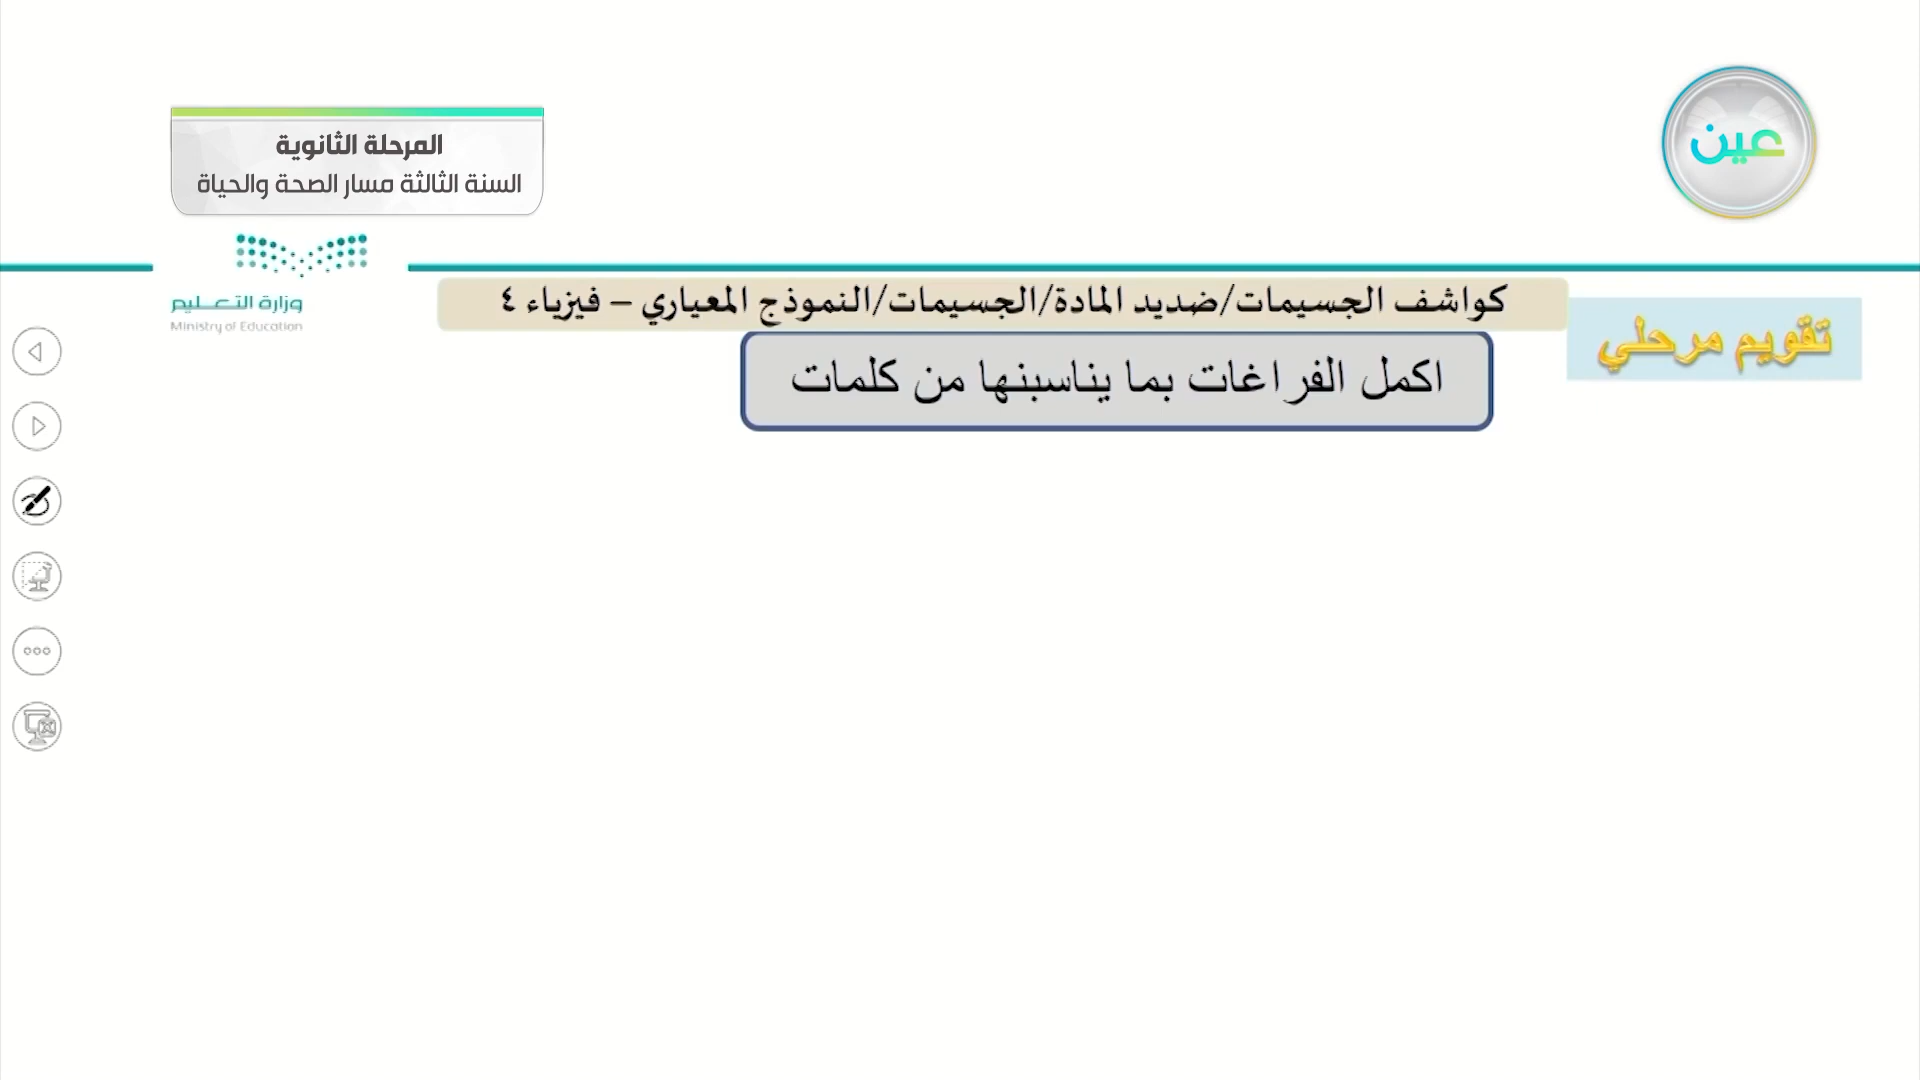 عين
المرحلة الثانوية
السنة الثالثة مسار الصحة والحياة
وزارة التعليم
Ministry of Education
كواشف الجسيمات/ضديد المادة/الجسيمات/النموذج المعياري – فيزياء ٤
تقويم مرحلي
اكمل الفراغات بما يناسبنها من كلمات